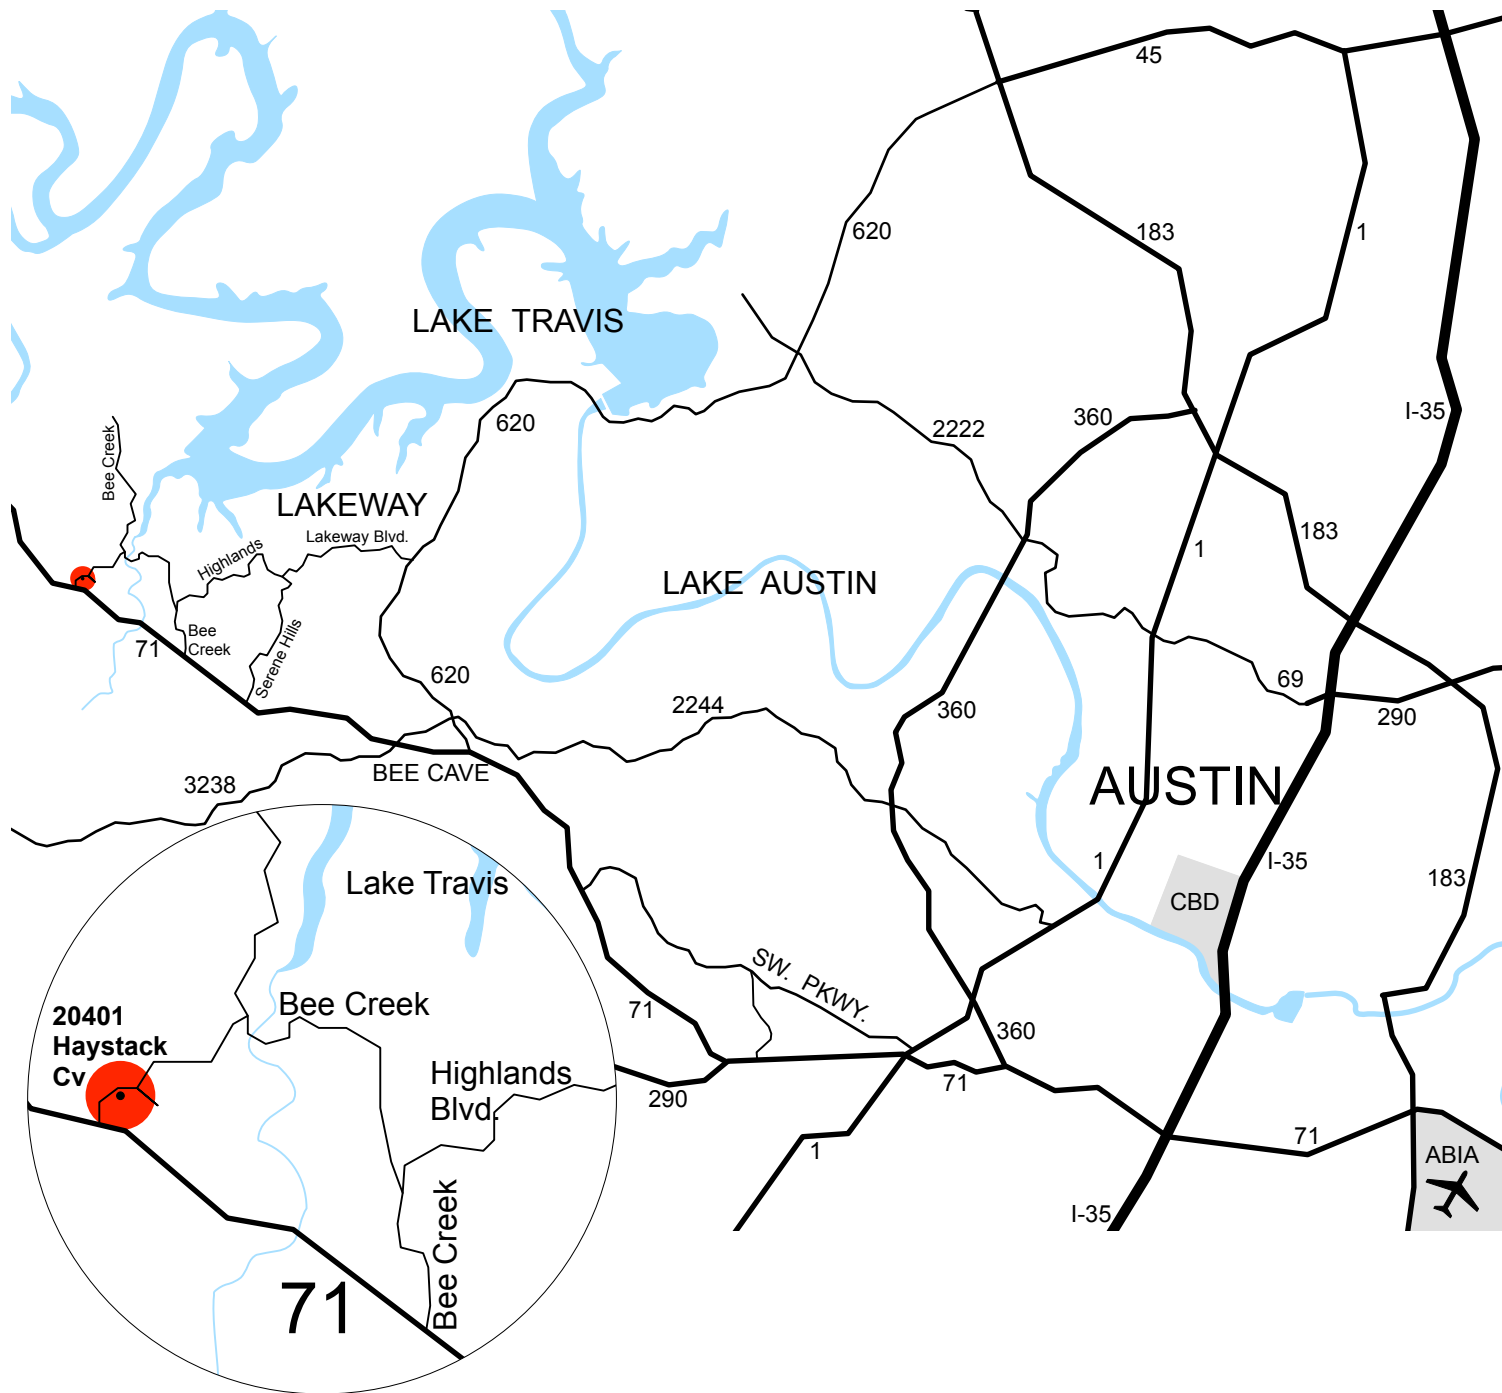 45
620
183
1
LAKE  TRAVIS
I-35
360
620
2222
Bee Creek
LAKEWAY
Lakeway Blvd.
183
1
Highlands
LAKE  AUSTIN
Bee
Creek
71
Serene Hills
620
69
360
2244
290
BEE CAVE
3238
AUSTIN
1
I-35
183
CBD
Lake Travis
SW.  PKWY.
Bee Creek
71
20401
Haystack
Cv
360
Highlands
Blvd.
71
290
1
71
ABIA
Bee Creek
I-35
71